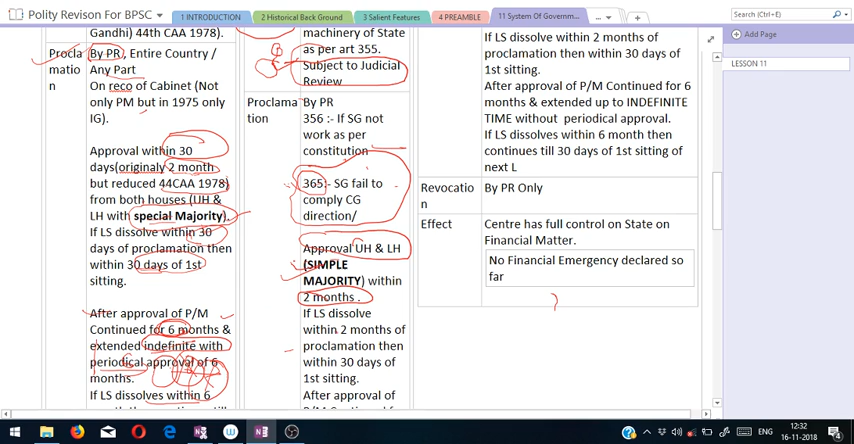 Polity Revison For BPSC
1 INTRODUCTION
2 Historical Back Ground
3 Salient Features
4 PREAMBLE
11 System Of Governm...
...
Search (Ctrl+E)
Add Page
LESSON 11
Gandhi) 44th CAA 1978).
Procla
matio
n
By PR, Entire Country /
Any Part
On reco of Cabinet (Not
only PM but in 1975 only
IG).
Approval within 30
days(originaly 2 month
but reduced 44CAA 1978)
from both houses (UH &
LH with special Majority).
If LS dissolve within 30
days of proclamation then
within 30 days of 1st
sitting.
After approval of P/M
Continued for 6 months &
extended indefinite with
periodical approval of 6
months.
If LS dissolves within 6
machinery of State
as per art 355.
Subject to Judicial
Review
Proclama
tion
By PR
356 :- If SG not
work as per
constitution
365:- SG fail to
comply CG
direction/
Approval UH & LH
(SIMPLE
MAJORITY) within
2 months .
If LS dissolve
within 2 months of
proclamation then
within 30 days of
1st sitting.
After approval of
P/M Continued for
If LS dissolve within 2 months of
proclamation then within 30 days of
1st sitting.
After approval of P/M Continued for 6
months & extended up to INDEFINITE
TIME without periodical approval.
If LS dissolves within 6 month then
continues till 30 days of 1st sitting of
next L
Revocatio
n
By PR Only
Effect
Centre has full control on State on
Financial Matter.
No Financial Emergency declared so
far
ENG
12:32
16-11-2018
4